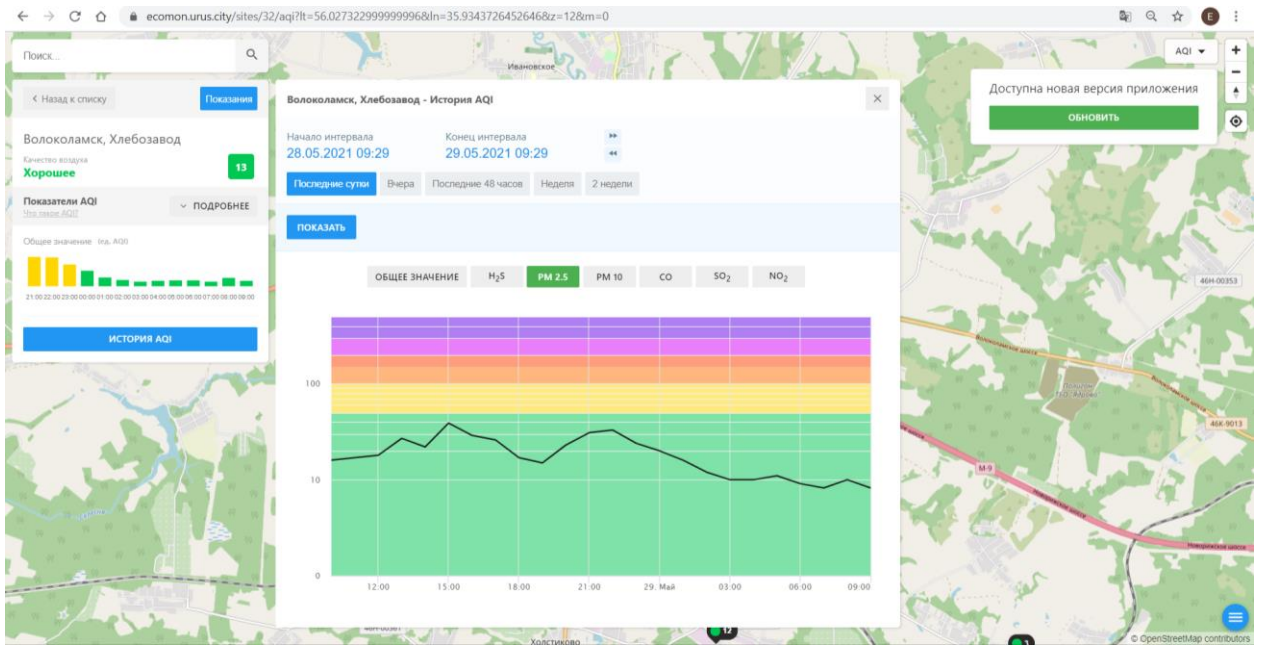 ecomon.urus.city/sites/32/aqi?lt=56.027322999999996&ln=35.9343726452646&z=12&m=0
E
Поиск...
Ивановское
AQI
Доступна новая версия приложения
ОБНОВИТЬ
Назад к списку
Показания
Волоколамск, Хлебозавод
Качество воздуха
Хорошее
13
Показатели AQI
Что такое AQI?
ПОДРОБНЕЕ
Общее значение (ед. AQI)
21:00 22:00 23:00 00:00 01:00 02:00 03:00 04:00 05:00 06:00 07:00 08:00 09:00
ИСТОРИЯ AQI
Волоколамск, Хлебозавод - История AQI
Начало интервала
Конец интервала
28.05.2021 09:29
29.05.2021 09:29
Последние сутки
Вчера
Последние 48 часов
Неделя
2 недели
ПОКАЗАТЬ
ОБЩЕЕ ЗНАЧЕНИЕ
H₂S
PM 2.5
PM 10
CO
SO₂
NO₂
100
10
0
12:00 15:00 18:00 21:00 29. Май 03:00 06:00 09:00
46Н-00353
Волоколамское шоссе
Полигон
ТБО "Ядрово"
46К-9013
М-9
Новорижское шоссе
Новорижское шоссе
Холстиково
12
© OpenStreetMap contributors